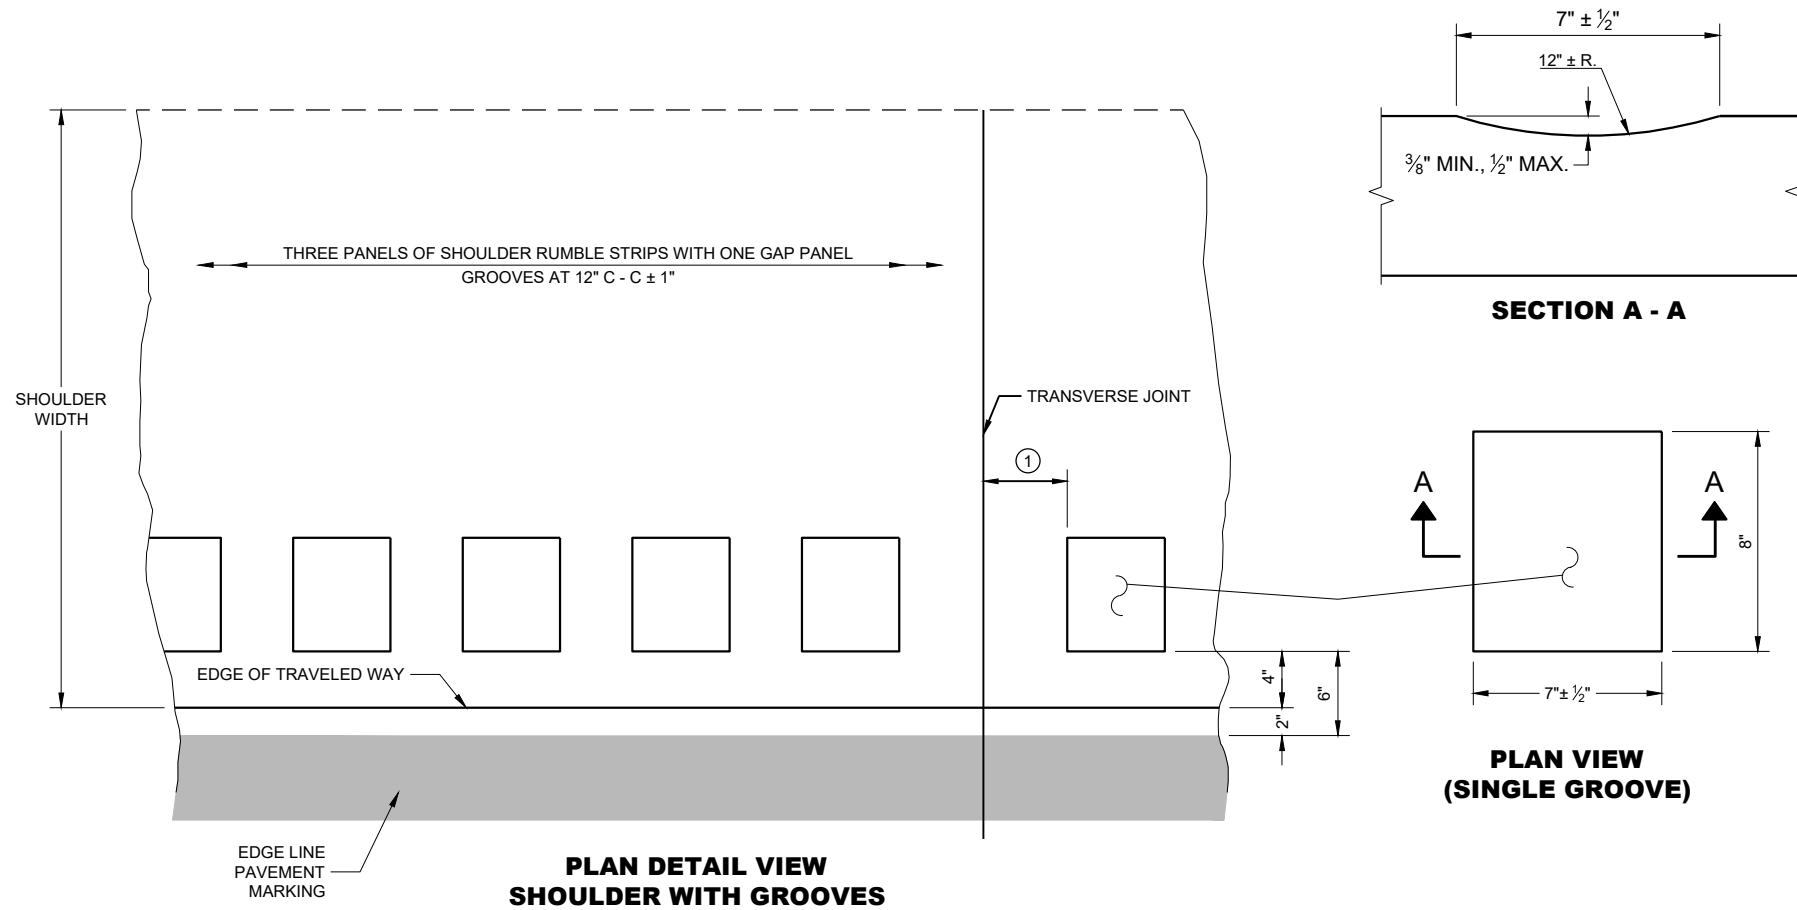 7" ± ½"
12" ± R.
⅜" MIN., ½" MAX.
SECTION A - A
THREE PANELS OF SHOULDER RUMBLE STRIPS WITH ONE GAP PANEL
GROOVES AT 12" C - C ± 1"
SHOULDER
WIDTH
TRANSVERSE JOINT
1
A
A
8"
7"± ½"
EDGE OF TRAVELED WAY
4"
6"
2"
PLAN VIEW
(SINGLE GROOVE)
EDGE LINE
PAVEMENT
MARKING
PLAN DETAIL VIEW
SHOULDER WITH GROOVES